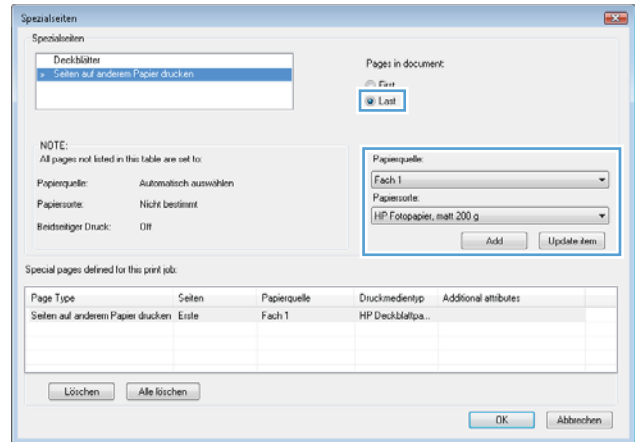 Spezialseiten
Spezialseiten
Deckblätter
» Seiten auf anderem Papier drucken
Pages in document:
First
Last
NOTE:
All pages not listed in this table are set to:
Papierquelle: Automatisch auswählen
Papiersorte: Nicht bestimmt
Beidseitiger Druck: Off
Papierquelle:
Fach 1
Papiersorte:
HP Fotopapier, matt 200 g
Add Update item
Special pages defined for this print job:
Page Type Seiten Papierquelle Druckmedientyp Additional attributes
Seiten auf anderem Papier drucken Erste Fach 1 HP Deckblattpa...
Löschen Alle löschen
OK Abbrechen